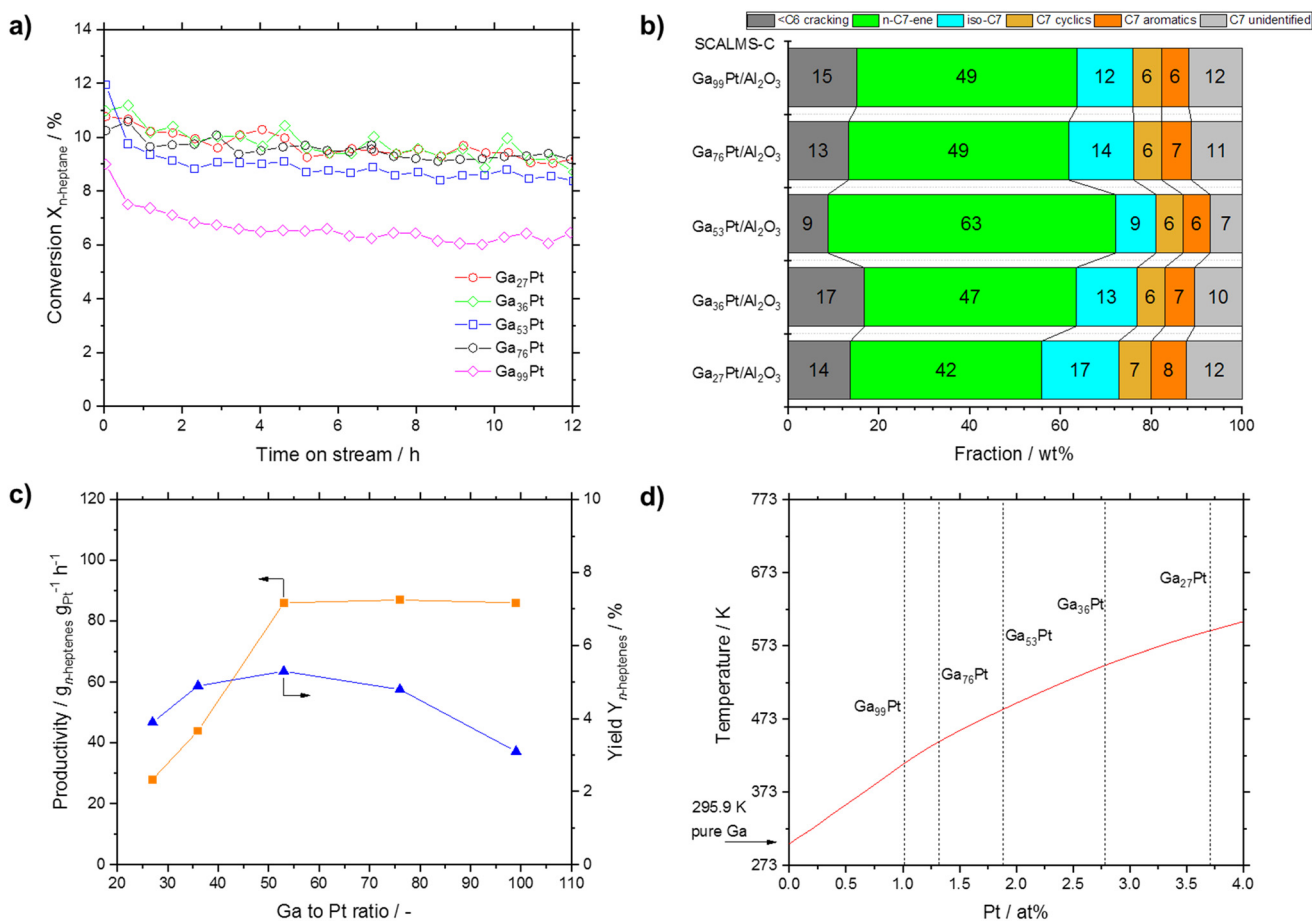 a)
Conversion X n-heptane / %
14
12
10
8
6
4
2
0
0 2 4 6 8 10 12
Time on stream / h
Ga27Pt
Ga36Pt
Ga53Pt
Ga76Pt
Ga99Pt
b)
<C6 cracking n-C7-ene iso-C7 C7 cyclics C7 aromatics C7 unidentified
SCALMS-C
Ga99Pt/Al2O3 15 49 12 6 6 12
Ga76Pt/Al2O3 13 49 14 6 7 11
Ga53Pt/Al2O3 9 63 9 6 6 7
Ga36Pt/Al2O3 17 47 13 6 7 10
Ga27Pt/Al2O3 14 42 17 7 8 12
0 20 40 60 80 100
Fraction / wt%
c)
Productivity / g n-heptenes gPt-1 h-1
120
100
80
60
40
20
0
20 30 40 50 60 70 80 90 100 110
Ga to Pt ratio / -
10
8
6
4
2
0
Yield Y n-heptenes / %
d)
Temperature / K
773
673
573
473
373
273
295.9 K
pure Ga
Ga99Pt
Ga76Pt
Ga53Pt
Ga36Pt
Ga27Pt
0.0 0.5 1.0 1.5 2.0 2.5 3.0 3.5 4.0
Pt / at%